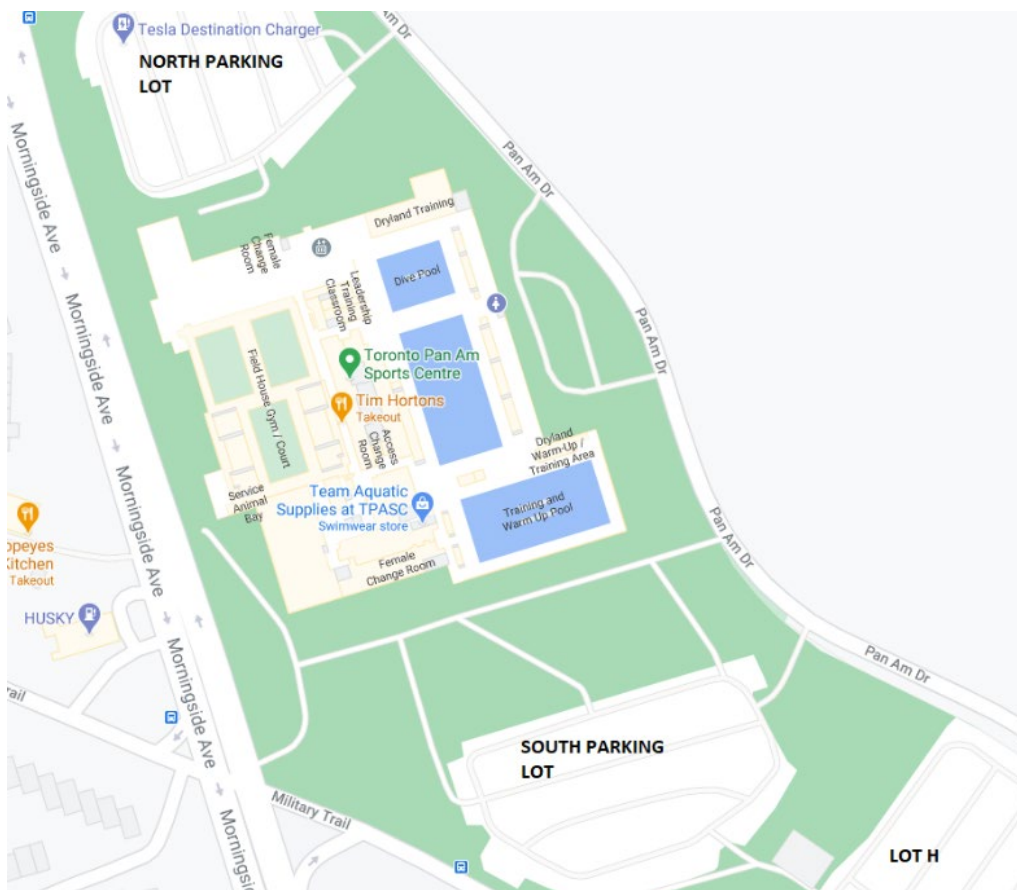 Tesla Destination Charger
NORTH PARKING
LOT
Pan Am Dr
Morningside Ave
Pan Am Dr
Dryland Training
Female
Change
Room
Dive Pool
Leadership
Training
Classroom
Morningside Ave
Pan Am Dr
Toronto Pan Am
Sports Centre
Field House Gym / Court
Tim Hortons
Takeout
Access
Change
Room
Dryland
Warm-Up /
Training Area
Service
Animal
Bay
Team Aquatic
Supplies at TPASC
Swimwear store
Training and
Warm Up Pool
Morningside Ave
Pan Am Dr
opeyes
Kitchen
Takeout
Female
Change Room
HUSKY
Morningside Ave
Pan Am Dr
rail
SOUTH PARKING
LOT
Military Trail
Morningside Ave
LOT H